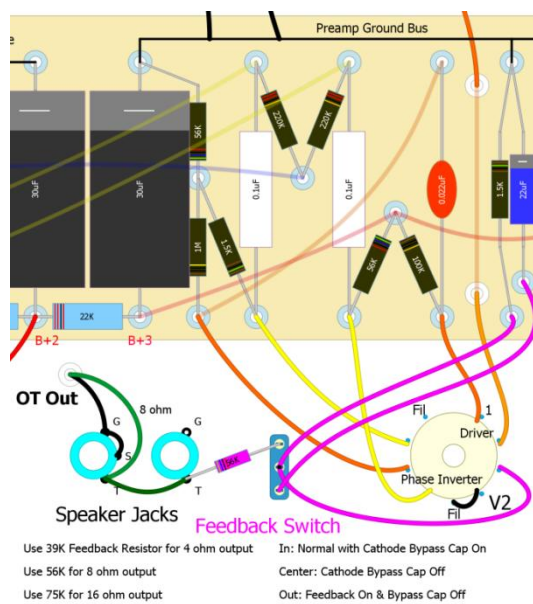 Preamp Ground Bus
56K
220K
220K
30uF
30uF
0.1uF
0.1uF
0.022uF
1.5K
22uF
1M
1.5K
56K
100K
22K
B+2
B+3
OT Out
8 ohm
G
G
S
T
T
56K
Fil
1
Driver
Phase Inverter
Fil
V2
Speaker Jacks
Feedback Switch
Use 39K Feedback Resistor for 4 ohm output
In: Normal with Cathode Bypass Cap On
Use 56K for 8 ohm output
Center: Cathode Bypass Cap Off
Use 75K for 16 ohm output
Out: Feedback On & Bypass Cap Off